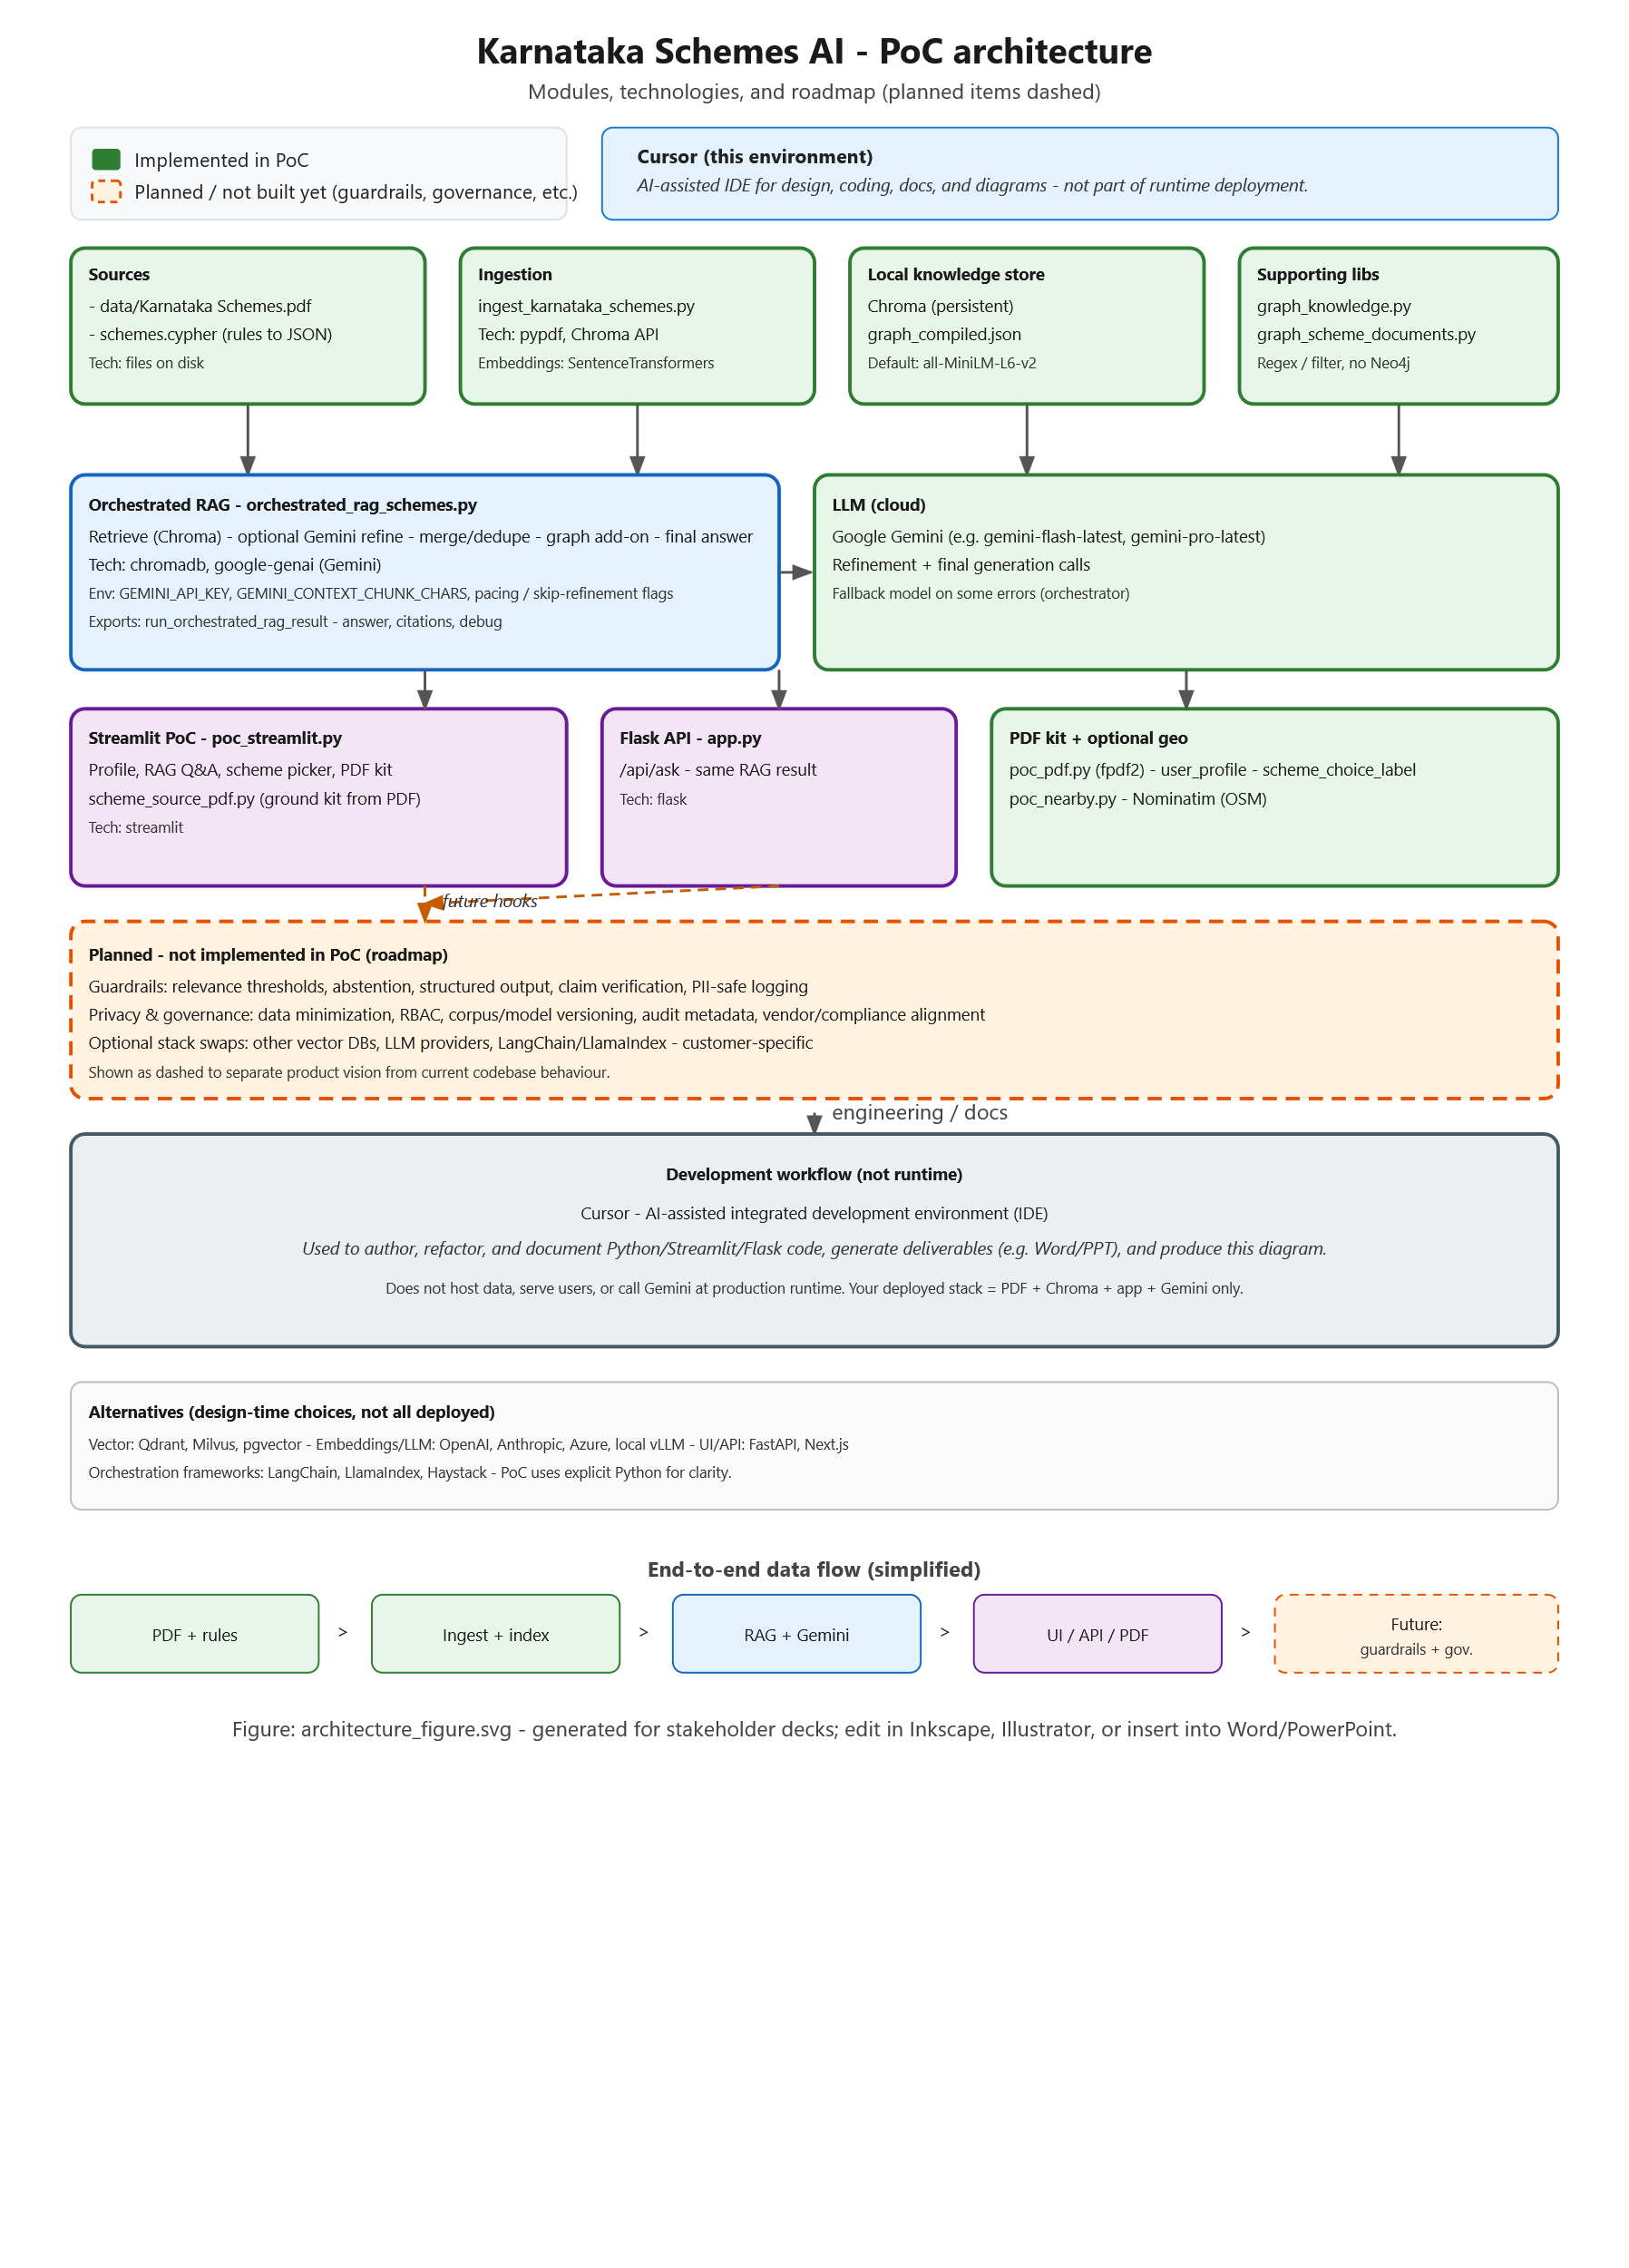 Karnataka Schemes AI - PoC architecture
Modules, technologies, and roadmap (planned items dashed)
Implemented in PoC
Planned / not built yet (guardrails, governance, etc.)
Cursor (this environment)
AI-assisted IDE for design, coding, docs, and diagrams - not part of runtime deployment.
Sources
- data/Karnataka Schemes.pdf
- schemes.cypher (rules to JSON)
Tech: files on disk
Ingestion
ingest_karnataka_schemes.py
Tech: pypdf, Chroma API
Embeddings: SentenceTransformers
Local knowledge store
Chroma (persistent)
graph_compiled.json
Default: all-MiniLM-L6-v2
Supporting libs
graph_knowledge.py
graph_scheme_documents.py
Regex / filter, no Neo4j
Orchestrated RAG - orchestrated_rag_schemes.py
Retrieve (Chroma) - optional Gemini refine - merge/dedupe - graph add-on - final answer
Tech: chromadb, google-genai (Gemini)
Env: GEMINI_API_KEY, GEMINI_CONTEXT_CHUNK_CHARS, pacing / skip-refinement flags
Exports: run_orchestrated_rag_result - answer, citations, debug
LLM (cloud)
Google Gemini (e.g. gemini-flash-latest, gemini-pro-latest)
Refinement + final generation calls
Fallback model on some errors (orchestrator)
Streamlit PoC - poc_streamlit.py
Profile, RAG Q&A, scheme picker, PDF kit
scheme_source_pdf.py (ground kit from PDF)
Tech: streamlit
Flask API - app.py
/api/ask - same RAG result
Tech: flask
PDF kit + optional geo
poc_pdf.py (fpdf2) - user_profile - scheme_choice_label
poc_nearby.py - Nominatim (OSM)
future hooks
Planned - not implemented in PoC (roadmap)
Guardrails: relevance thresholds, abstention, structured output, claim verification, PII-safe logging
Privacy & governance: data minimization, RBAC, corpus/model versioning, audit metadata, vendor/compliance alignment
Optional stack swaps: other vector DBs, LLM providers, LangChain/LlamaIndex - customer-specific
Shown as dashed to separate product vision from current codebase behaviour.
engineering / docs
Development workflow (not runtime)
Cursor - AI-assisted integrated development environment (IDE)
Used to author, refactor, and document Python/Streamlit/Flask code, generate deliverables (e.g. Word/PPT), and produce this diagram.
Does not host data, serve users, or call Gemini at production runtime. Your deployed stack = PDF + Chroma + app + Gemini only.
Alternatives (design-time choices, not all deployed)
Vector: Qdrant, Milvus, pgvector - Embeddings/LLM: OpenAI, Anthropic, Azure, local vLLM - UI/API: FastAPI, Next.js
Orchestration frameworks: LangChain, LlamaIndex, Haystack - PoC uses explicit Python for clarity.
End-to-end data flow (simplified)
PDF + rules
>
Ingest + index
>
RAG + Gemini
>
UI / API / PDF
>
Future:
guardrails + gov.
Figure: architecture_figure.svg - generated for stakeholder decks; edit in Inkscape, Illustrator, or insert into Word/PowerPoint.